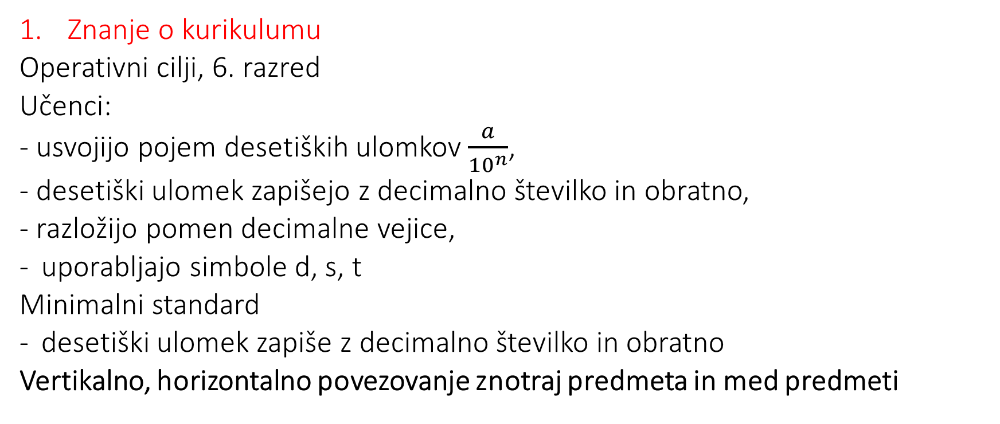 1. Znanje o kurikulumu
Operativni cilji, 6. razred
Učenci:
- usvojijo pojem desetiških ulomkov a/10ⁿ,
- desetiški ulomek zapišejo z decimalno številko in obratno,
- razložijo pomen decimalne vejice,
- uporabljajo simbole d, s, t
Minimalni standard
- desetiški ulomek zapiše z decimalno številko in obratno
Vertikalno, horizontalno povezovanje znotraj predmeta in med predmeti